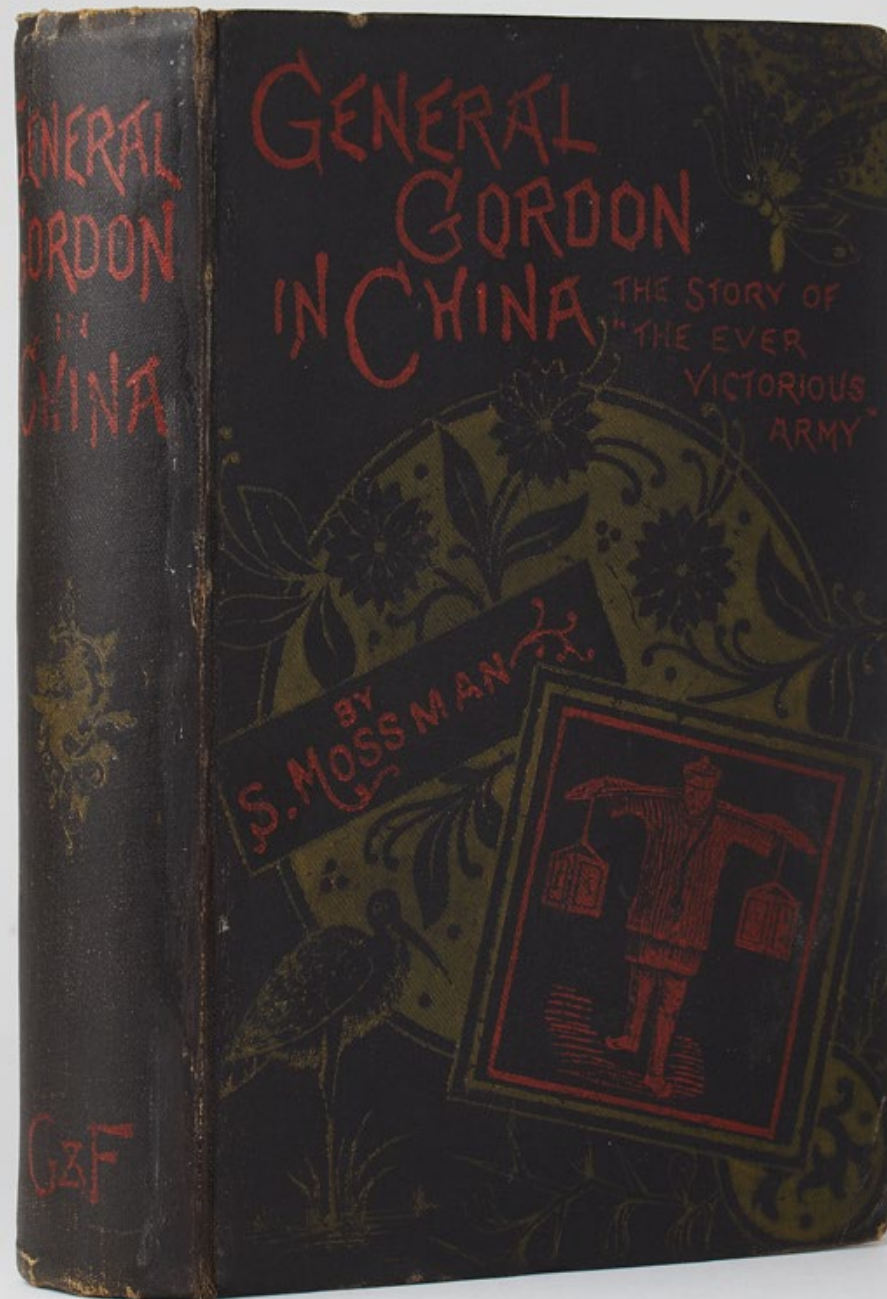 GENERAL
GORDON
IN
CHINA
G&F
GENERAL
GORDON
IN CHINA
THE STORY OF
"THE EVER
VICTORIOUS
ARMY"
BY
S. MOSSMAN